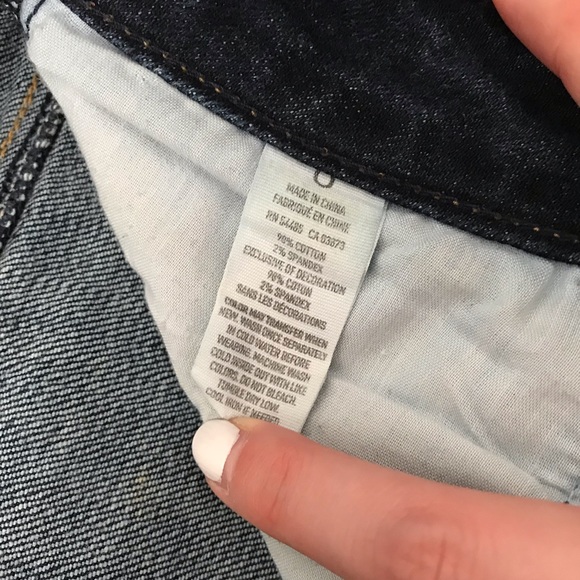 MADE IN CHINA
FABRIQUÉ EN CHINE
RN 54485 CA 03873
98% COTTON
2% SPANDEX
EXCLUSIVE OF DECORATION
98% COTON
2% SPANDEX
SANS LES DÉCORATIONS
COLOR MAY TRANSFER WHEN
NEW. WASH ONCE SEPARATELY
IN COLD WATER BEFORE
WEARING. MACHINE WASH
COLD INSIDE OUT WITH LIKE
COLORS. DO NOT BLEACH.
TUMBLE DRY LOW.
COOL IRON IF NEEDED